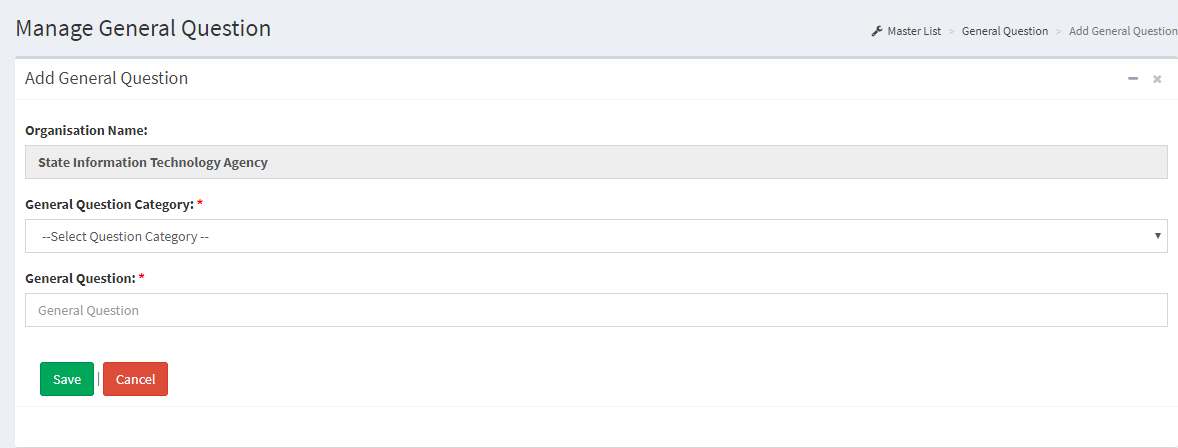 Manage General Question
Master List > General Question > Add General Question
Add General Question
Organisation Name:
State Information Technology Agency
General Question Category: *
--Select Question Category --
General Question: *
General Question
Save | Cancel